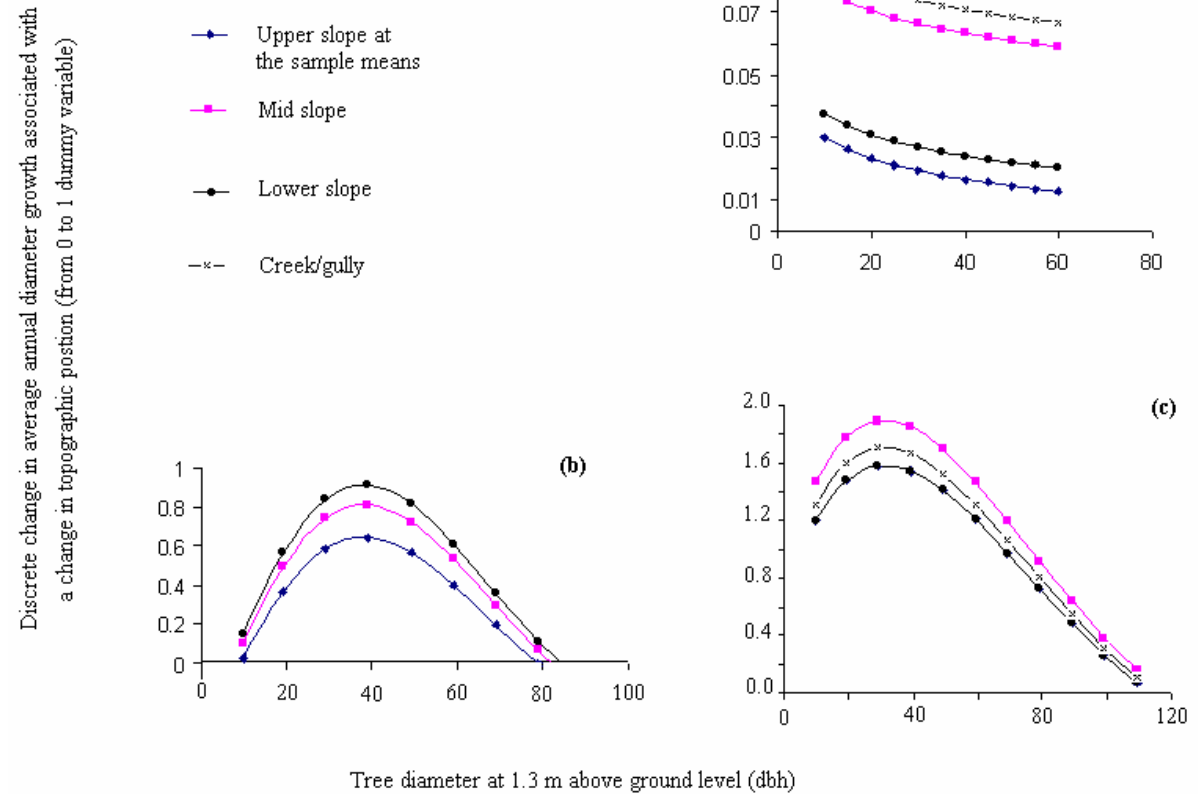 Discrete change in average annual diameter growth associated with
a change in topographic postion (from 0 to 1 dummy variable)
Upper slope at
the sample means
Mid slope
Lower slope
Creek/gully
0.07
0.05
0.03
0.01
0
0 20 40 60 80
(b)
1
0.8
0.6
0.4
0.2
0
0 20 40 60 80 100
(c)
2.0
1.6
1.2
0.8
0.4
0.0
0 40 80 120
Tree diameter at 1.3 m above ground level (dbh)